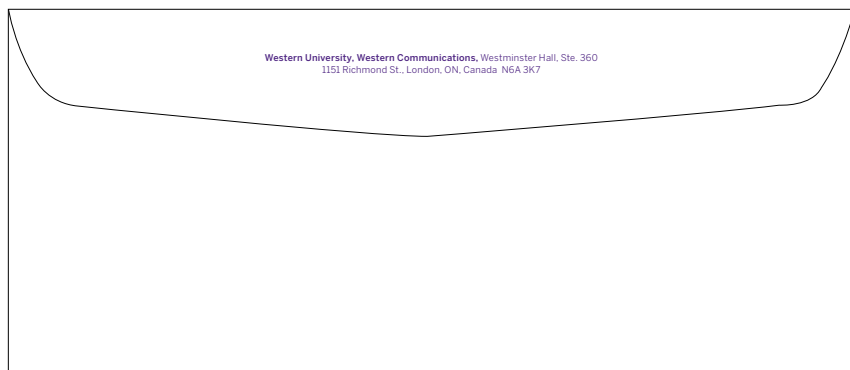 Western University, Western Communications, Westminster Hall, Ste. 360
1151 Richmond St., London, ON, Canada  N6A 3K7